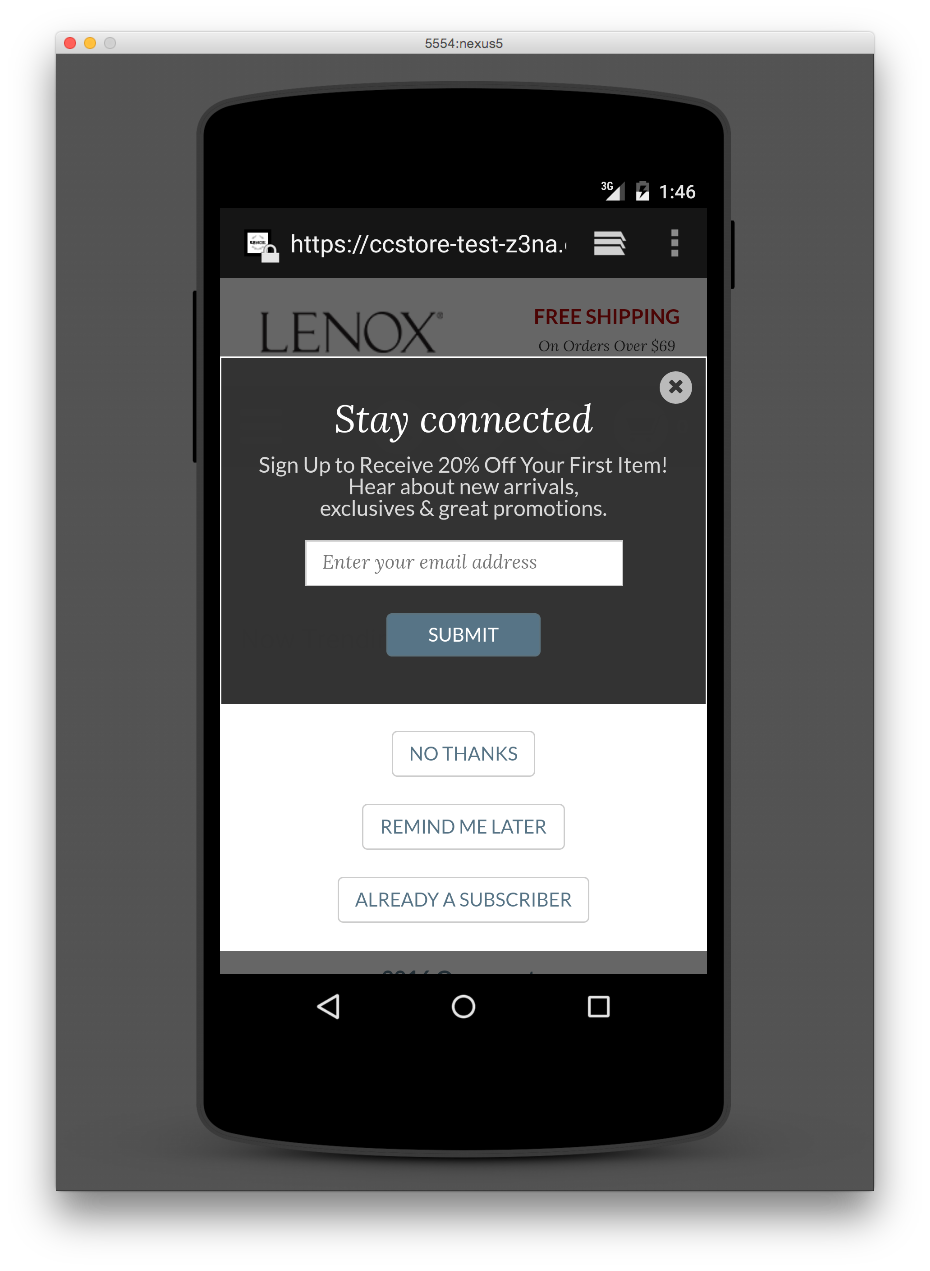 5554:nexus5
3G 1:46
https://ccstore-test-z3na.
LENOX®
FREE SHIPPING
On Orders Over $69
Stay connected
Sign Up to Receive 20% Off Your First Item!
Hear about new arrivals,
exclusives & great promotions.
Enter your email address
SUBMIT
NO THANKS
REMIND ME LATER
ALREADY A SUBSCRIBER